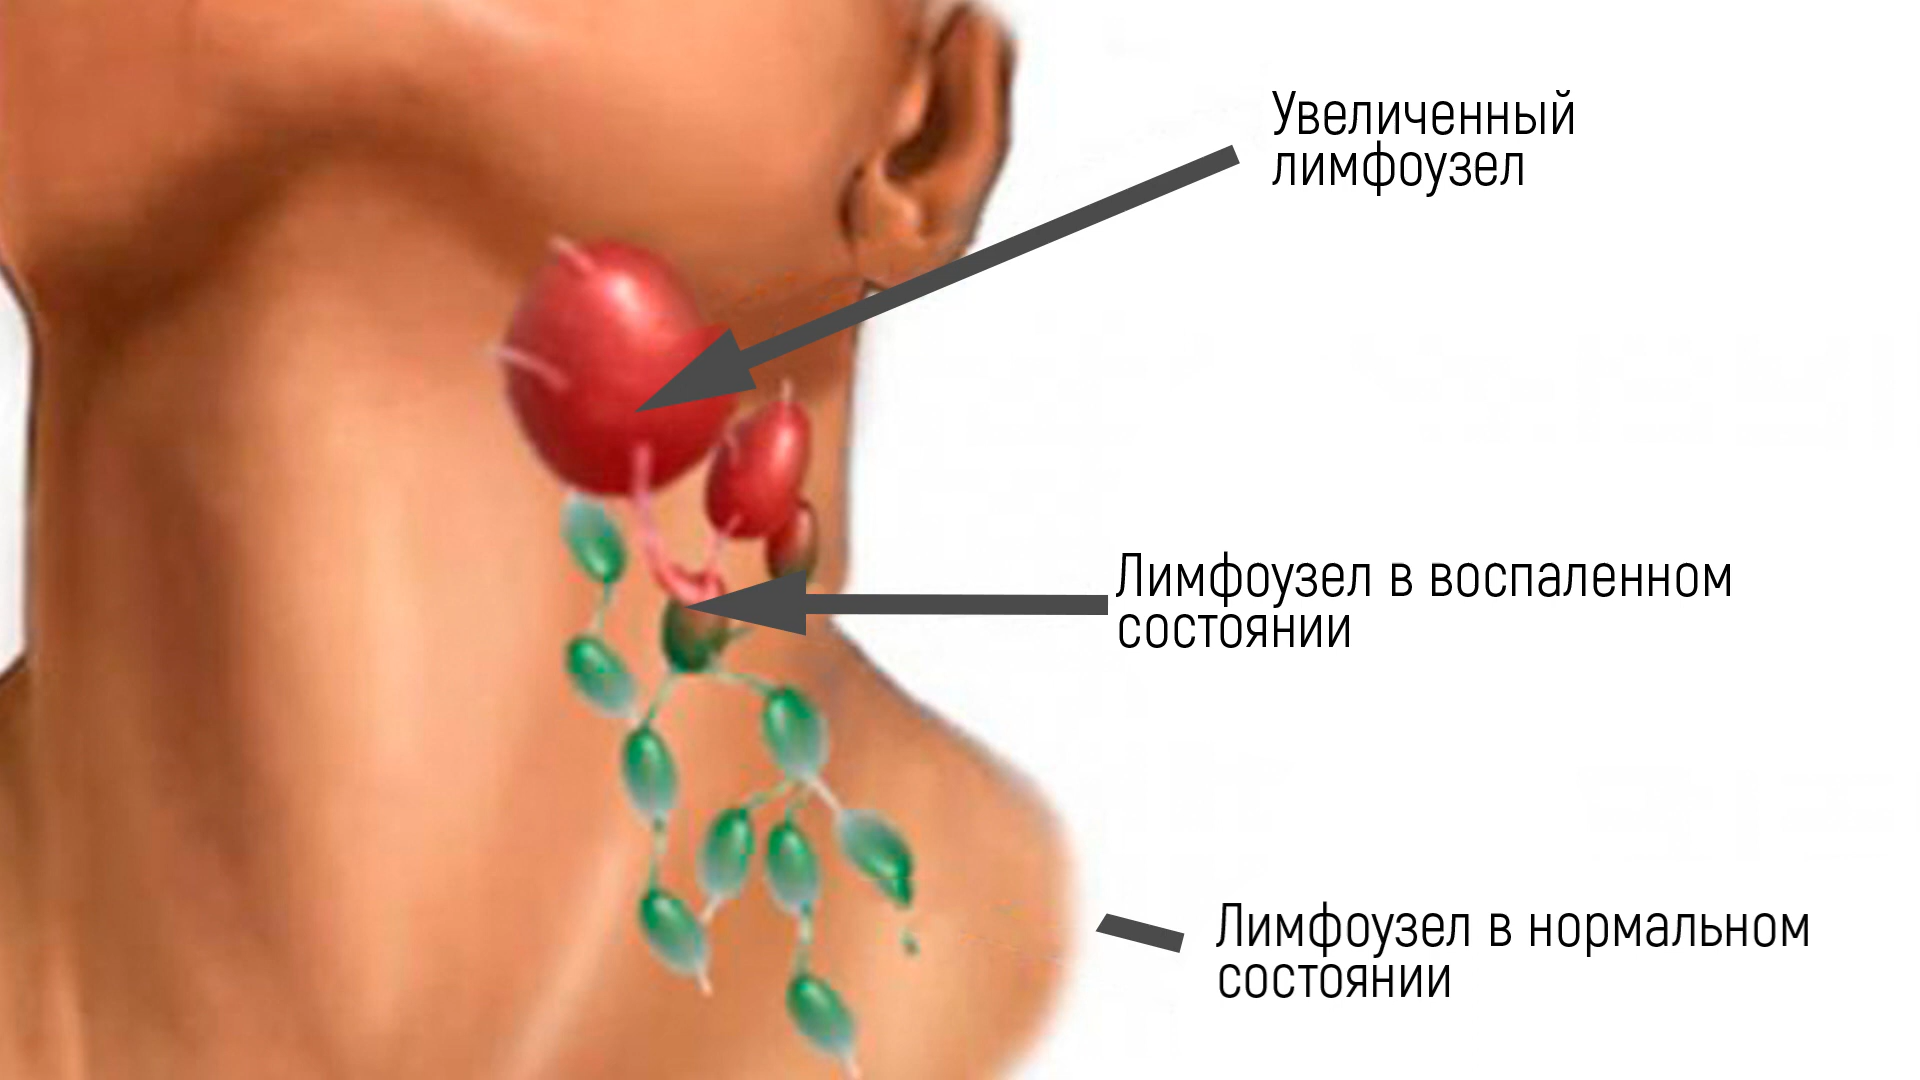 Увеличенный
лимфоузел
Лимфоузел в воспаленном
состоянии
Лимфоузел в нормальном
состоянии